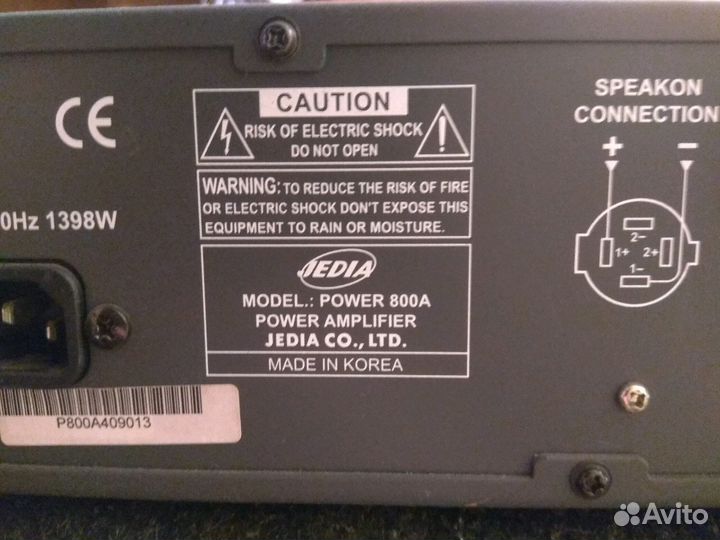 CE
CAUTION
RISK OF ELECTRIC SHOCK
DO NOT OPEN
WARNING: TO REDUCE THE RISK OF FIRE
OR ELECTRIC SHOCK DON'T EXPOSE THIS
EQUIPMENT TO RAIN OR MOISTURE.
0Hz 1398W
JEDIA
MODEL.: POWER 800A
POWER AMPLIFIER
JEDIA CO., LTD.
MADE IN KOREA
P800A409013
SPEAKON
CONNECTION
+ −
2−
1+ 2+
1−
Avito